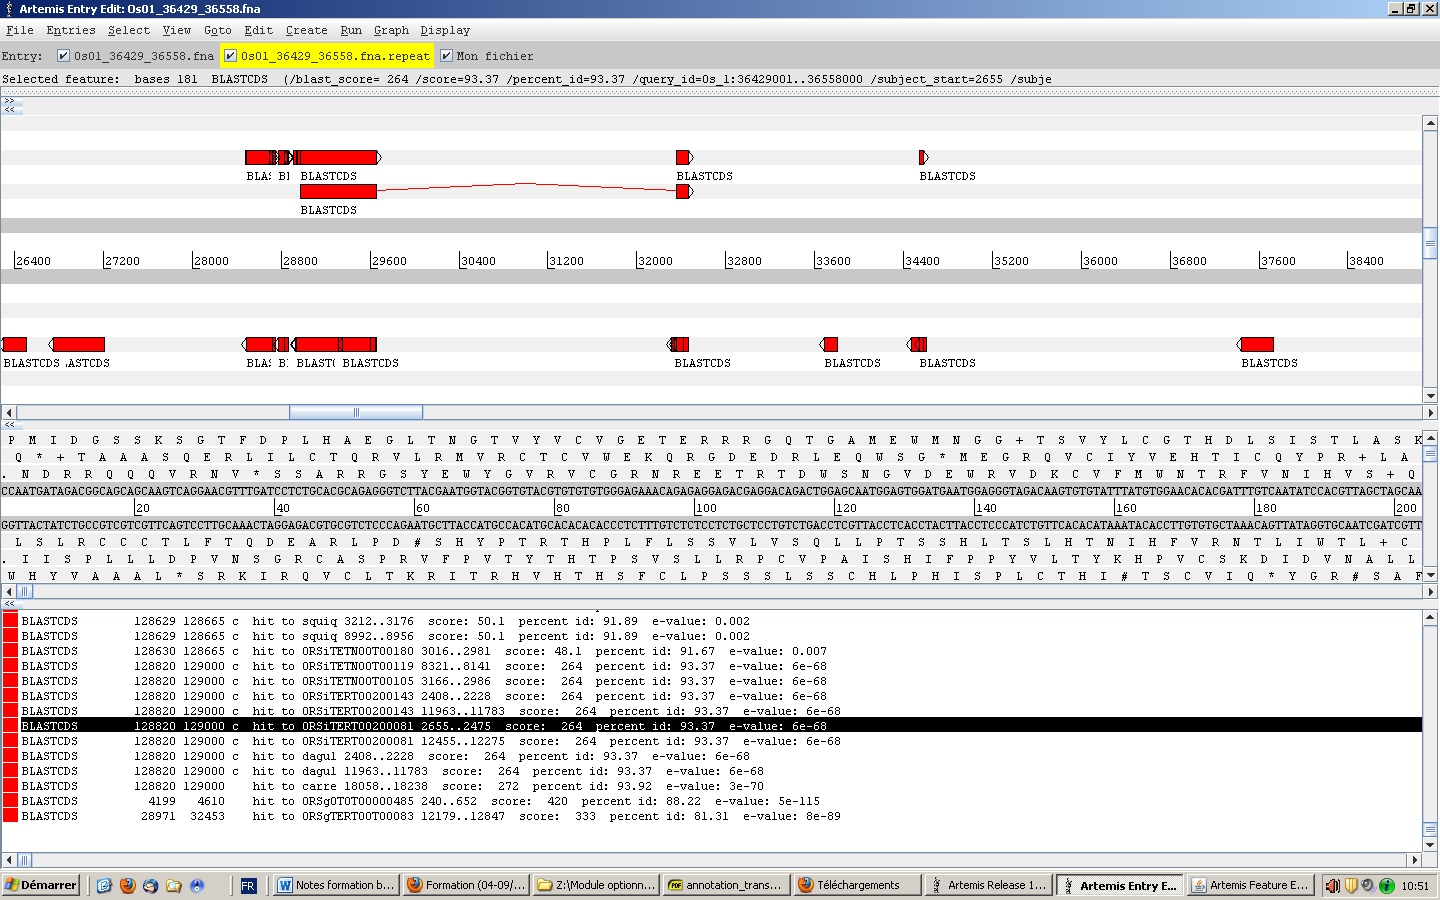 Artemis Entry Edit: Os01_36429_36558.fna
File Entries Select View Goto Edit Create Run Graph Display
Entry: Os01_36429_36558.fna Os01_36429_36558.fna.repeat Mon fichier
Selected feature: bases 181 BLASTCDS (/blast_score= 264 /score=93.37 /percent_id=93.37 /query_id=Os_1:36429001..36558000 /subject_start=2655 /subje
>>
<<
BLAS BI BLASTCDS BLASTCDS BLASTCDS
BLASTCDS
26400 27200 28000 28800 29600 30400 31200 32000 32800 33600 34400 35200 36000 36800 37600 38400
BLASTCDS .ASTCDS BLAS BI BLAST( BLASTCDS BLASTCDS BLASTCDS BLASTCDS BLASTCDS
<<
P M I D G S S K S G T F D P L H A E G L T N G T V Y V C V G E T E R R R G Q T G A M E W M N G G + T S V Y L C G T H D L S I S T L A S K
Q * + T A A A S Q E R L I L C T Q R V L R M V R C T C V W E K Q R G D E D R L E Q W S G * M E G R Q V C I Y V E H T I C Q Y P R + L A
. N D R R Q Q Q V R N V * S S A R R G S Y E W Y G V R V C G R N R E E T R T D W S N G V D E W R V D K C V F M W N T R F V N I H V S + Q
20 40 60 80 100 120 140 160 180 200
L S L R C C C T L F T Q D E A R L P D # S H Y P T R T H P L F L S S V L V S Q L L P T S S H L T S L H T N I H F V R N T L I W T L + C
. I I S P L L L D P V N S G R C A S P R V F P V T Y T H T P S V S S L L R P C V P A I S H I F P P Y V L T Y K H P V C S K D I D V N A L L
W H Y V A A A L * S R K I R Q V C L T K R I T R H V H T H S F C L P S S S L S S C H L P H I S P L C T H I # T S C V I Q * Y G R # S A F
<<
BLASTCDS 128629 128665 c hit to squiq 3212..3176 score: 50.1 percent id: 91.89 e-value: 0.002
BLASTCDS 128629 128665 c hit to squiq 8992..8956 score: 50.1 percent id: 91.89 e-value: 0.002
BLASTCDS 128630 128665 c hit to ORSiTETN00T00180 3016..2981 score: 48.1 percent id: 91.67 e-value: 0.007
BLASTCDS 128820 129000 c hit to ORSiTETN00T00119 8321..8141 score: 264 percent id: 93.37 e-value: 6e-68
BLASTCDS 128820 129000 c hit to ORSiTETN00T00105 3166..2986 score: 264 percent id: 93.37 e-value: 6e-68
BLASTCDS 128820 129000 c hit to ORSiTERT00200143 2408..2228 score: 264 percent id: 93.37 e-value: 6e-68
BLASTCDS 128820 129000 c hit to ORSiTERT00200143 11963..11783 score: 264 percent id: 93.37 e-value: 6e-68
BLASTCDS 128820 129000 c hit to ORSiTERT00200081 2655..2475 score: 264 percent id: 93.37 e-value: 6e-68
BLASTCDS 128820 129000 c hit to ORSiTERT00200081 12455..12275 score: 264 percent id: 93.37 e-value: 6e-68
BLASTCDS 128820 129000 c hit to dagul 2408..2228 score: 264 percent id: 93.37 e-value: 6e-68
BLASTCDS 128820 129000 c hit to dagul 11963..11783 score: 264 percent id: 93.37 e-value: 6e-68
BLASTCDS 128820 129000 hit to carre 18058..18238 score: 272 percent id: 93.92 e-value: 3e-70
BLASTCDS 4199 4610 hit to ORSgOTOT00000485 240..652 score: 420 percent id: 88.22 e-value: 5e-115
BLASTCDS 28971 32453 hit to ORSgTERT00T00083 12179..12847 score: 333 percent id: 81.31 e-value: 8e-89
Démarrer FR Notes formation b... Formation (04-09/... Z:\Module optionn... annotation_trans... Téléchargements Artemis Release 1... Artemis Entry E... Artemis Feature E... 10:51